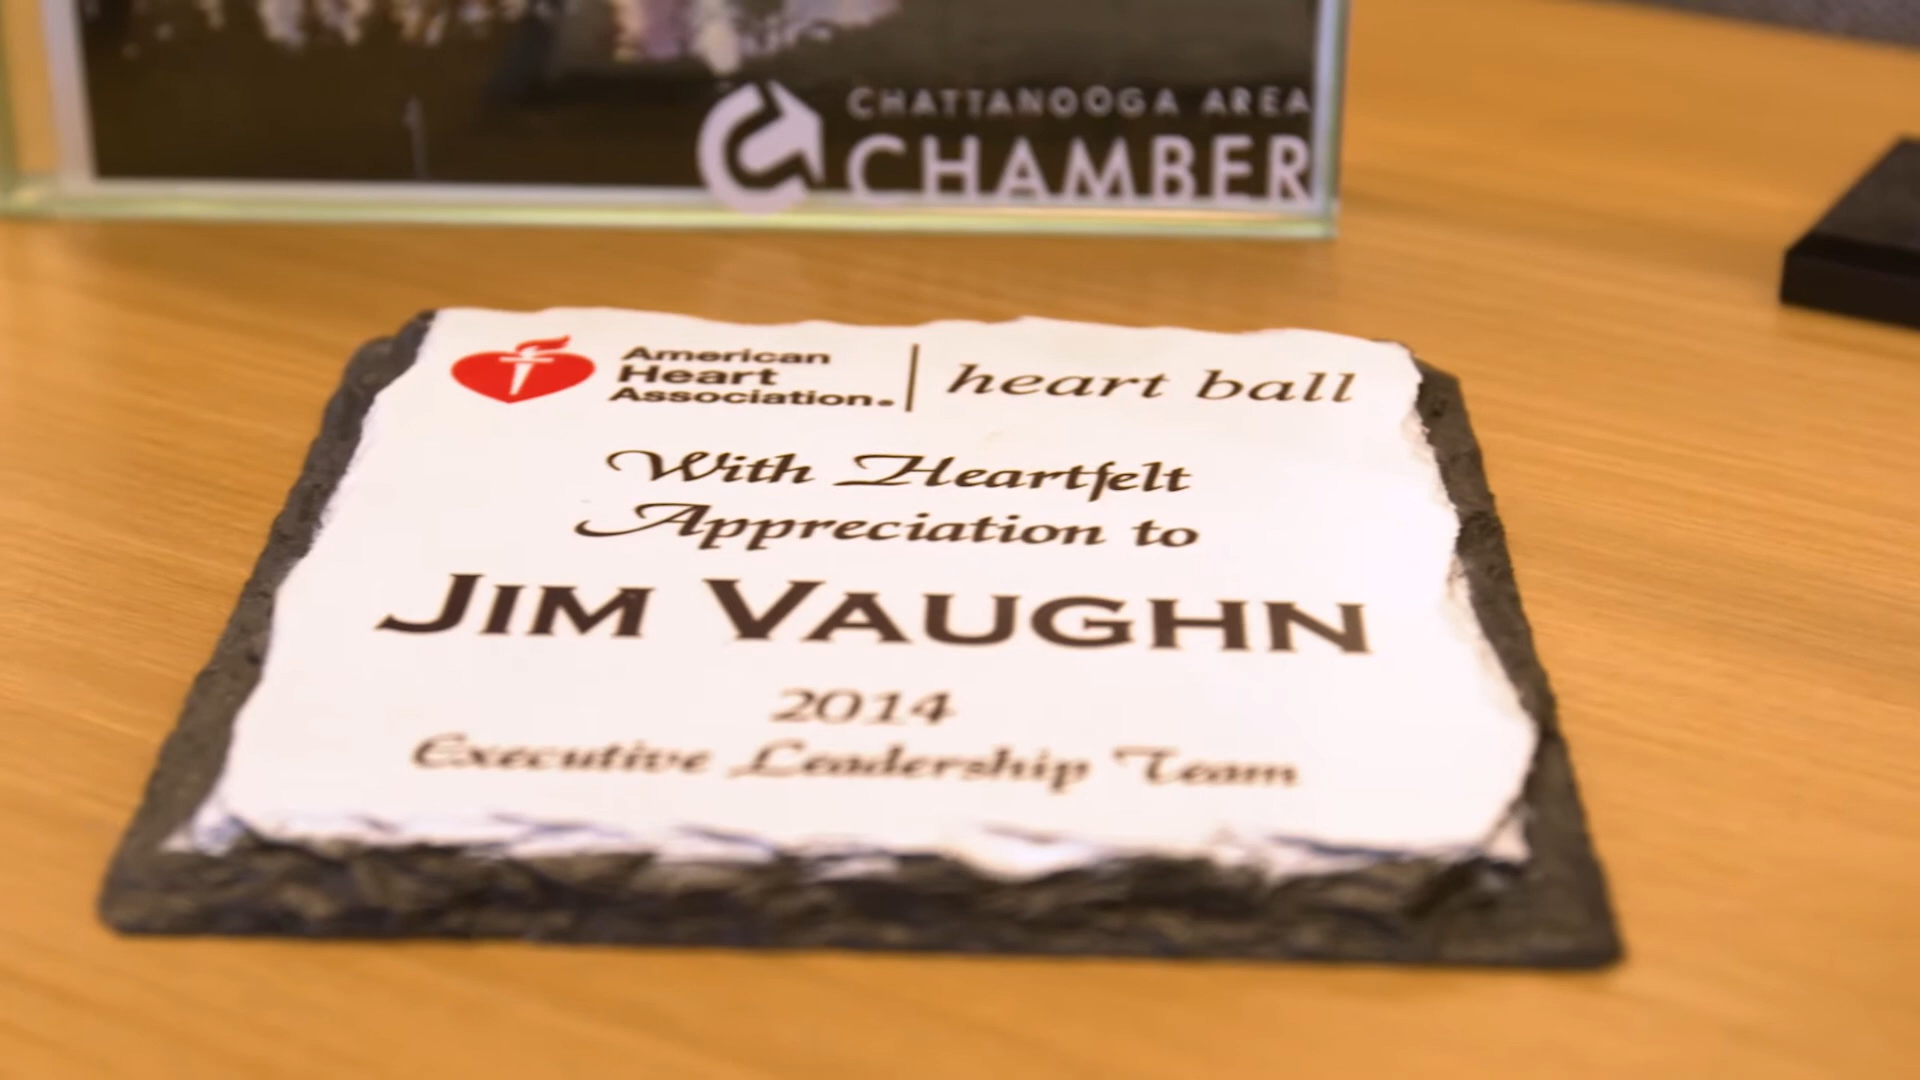 CHATTANOOGA AREA
CHAMBER
American
Heart
Association.
heart ball
With Heartfelt
Appreciation to
JIM VAUGHN
2014
Executive Leadership Team